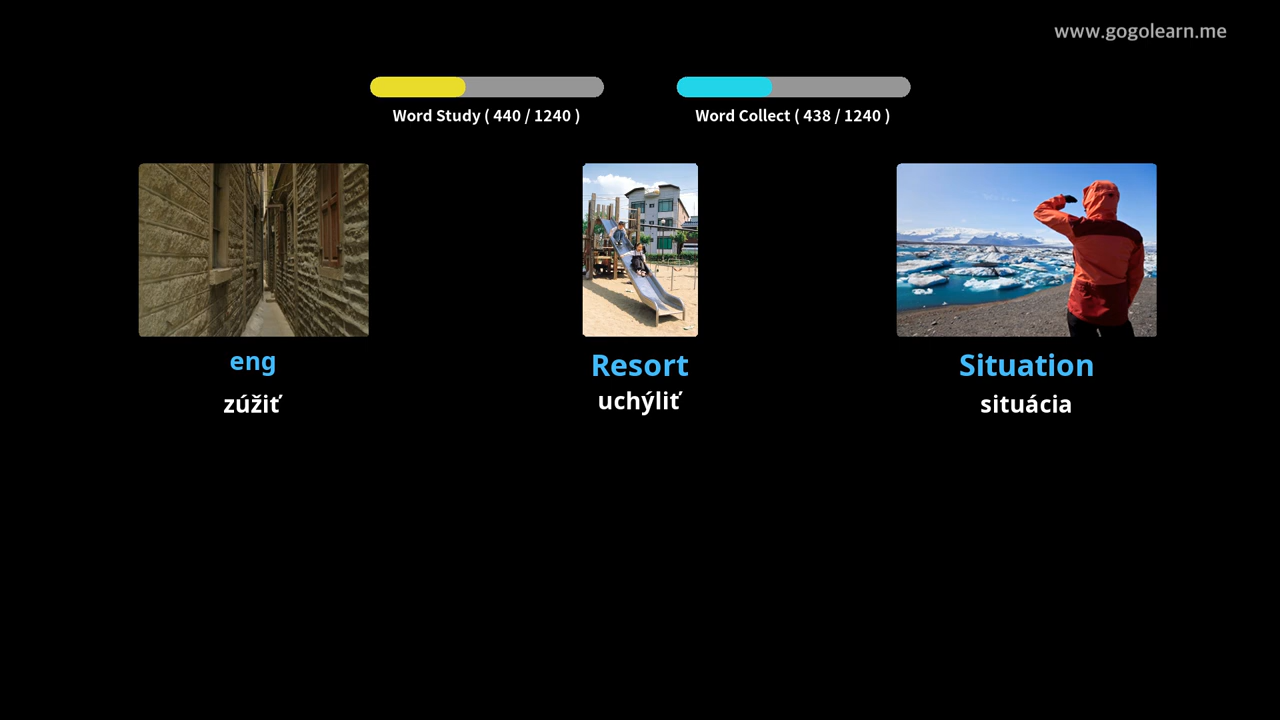 www.gogolearn.me
Word Study ( 440 / 1240 )
Word Collect ( 438 / 1240 )
eng
zúžiť
Resort
uchýliť
Situation
situácia